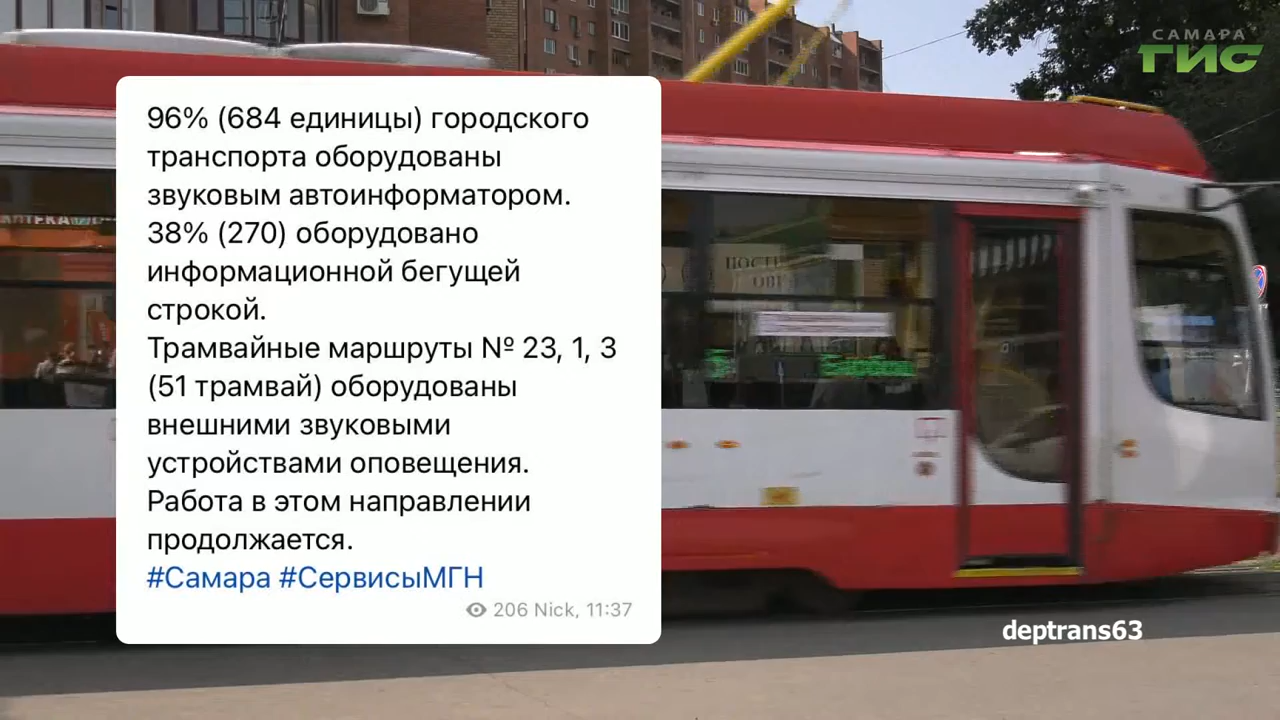 САМАРА
ГИС
96% (684 единицы) городского
транспорта оборудованы
звуковым автоинформатором.
38% (270) оборудовано
информационной бегущей
строкой.
Трамвайные маршруты № 23, 1, 3
(51 трамвай) оборудованы
внешними звуковыми
устройствами оповещения.
Работа в этом направлении
продолжается.
#Самара #СервисыМГН
206 Nick, 11:37
deptrans63